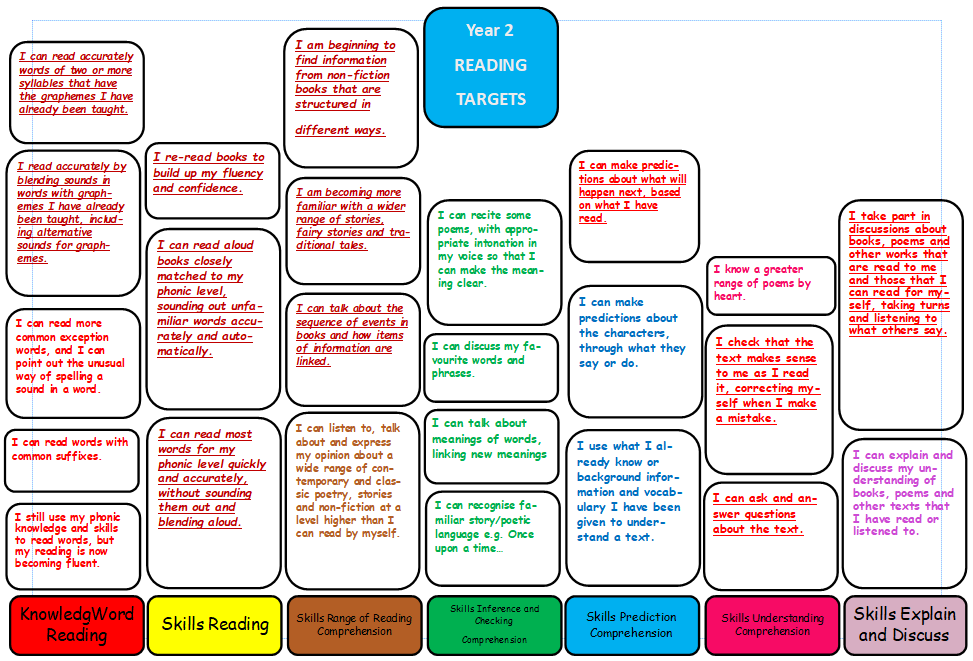 Year 2
READING
TARGETS
I can read accurately
words of two or more
syllables that have
the graphemes I have
already been taught.
I read accurately by
blending sounds in
words with graph-
emes I have already
been taught, includ-
ing alternative
sounds for graph-
emes.
I can read more
common exception
words, and I can
point out the unusual
way of spelling a
sound in a word.
I can read words with
common suffixes.
I still use my phonic
knowledge and skills
to read words, but
my reading is now
becoming fluent.
KnowledgWord
Reading
I re-read books to
build up my fluency
and confidence.
I can read aloud
books closely
matched to my
phonic level,
sounding out unfa-
miliar words accu-
rately and auto-
matically.
I can read most
words for my
phonic level quickly
and accurately,
without sounding
them out and
blending aloud.
Skills Reading
I am beginning to
find information
from non-fiction
books that are
structured in
different ways.
I am becoming more
familiar with a wider
range of stories,
fairy stories and tra-
ditional tales.
I can talk about the
sequence of events in
books and how items
of information are
linked.
I can listen to, talk
about and express
my opinion about a
wide range of con-
temporary and clas-
sic poetry, stories
and non-fiction at a
level higher than I
can read by myself.
Skills Range of Reading
Comprehension
I can recite some
poems, with appro-
priate intonation in
my voice so that I
can make the mean-
ing clear.
I can discuss my fa-
vourite words and
phrases.
I can talk about
meanings of words,
linking new meanings
I can recognise fa-
miliar story/poetic
language e.g. Once
upon a time...
Skills Inference and
Checking
Comprehension
I can make predic-
tions about what will
happen next, based
on what I have
read.
I can make
predictions about
the characters,
through what they
say or do.
I use what I al-
ready know or
background infor-
mation and vocab-
ulary I have been
given to under-
stand a text.
Skills Prediction
Comprehension
I know a greater
range of poems by
heart.
I check that the
text makes sense
to me as I read
it, correcting my-
self when I make
a mistake.
I can ask and an-
swer questions
about the text.
Skills Understanding
Comprehension
I take part in
discussions about
books, poems and
other works that
are read to me
and those that I
can read for my-
self, taking turns
and listening to
what others say.
I can explain and
discuss my un-
derstanding of
books, poems and
other texts that
I have read or
listened to.
Skills Explain
and Discuss